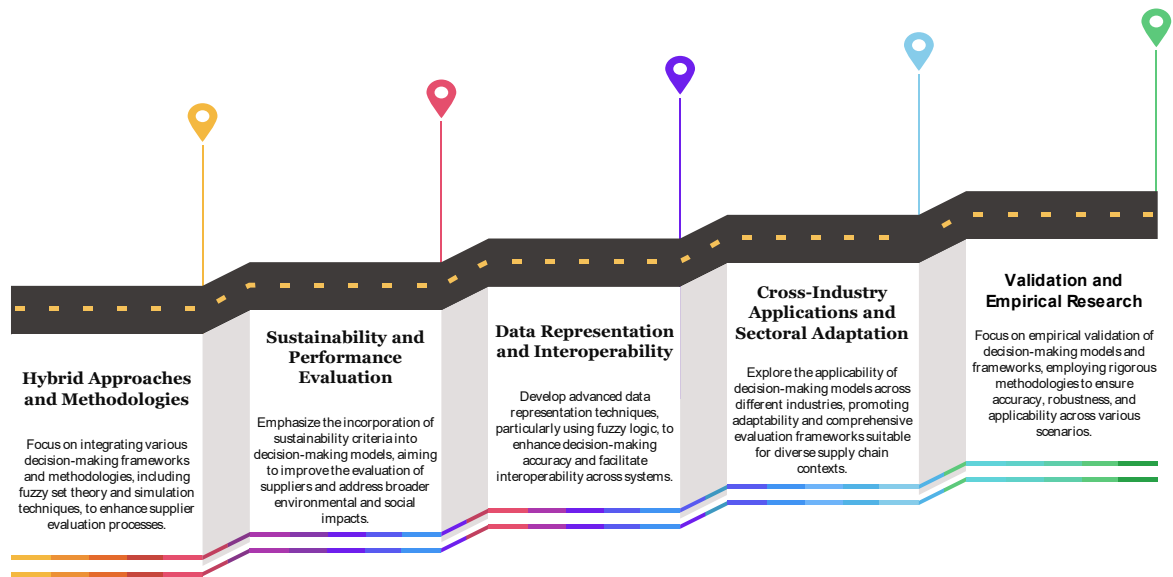 Hybrid Approaches
and Methodologies
Focus on integrating various
decision-making frameworks
and methodologies, including
fuzzy set theory and simulation
techniques, to enhance supplier
evaluation processes.
Sustainability and
Performance
Evaluation
Emphasize the incorporation of
sustainability criteria into
decision-making models, aiming
to improve the evaluation of
suppliers and address broader
environmental and social
impacts.
Data Representation
and Interoperability
Develop advanced data
representation techniques,
particularly using fuzzy logic, to
enhance decision-making
accuracy and facilitate
interoperability across systems.
Cross-Industry
Applications and
Sectoral Adaptation
Explore the applicability of
decision-making models across
different industries, promoting
adaptability and comprehensive
evaluation frameworks suitable
for diverse supply chain
contexts.
Validation and
Empirical Research
Focus on empirical validation of
decision-making models and
frameworks, employing rigorous
methodologies to ensure
accuracy, robustness, and
applicability across various
scenarios.